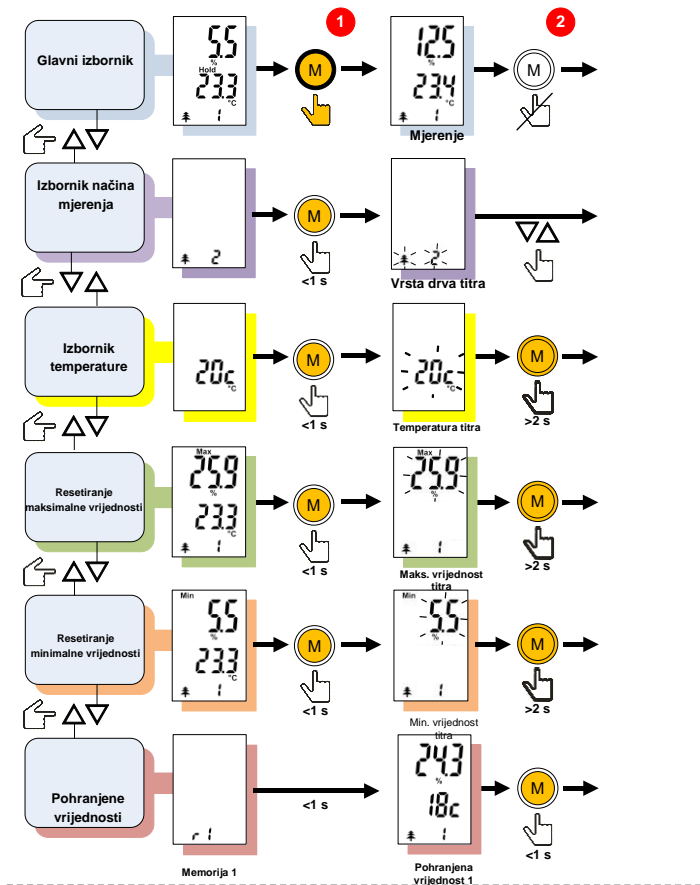 1
2
Glavni izbornik
5.5
%
Hold
23.3
°C
1
M
12.5
%
23.4
°C
1
Mjerenje
M
Izbornik načina
mjerenja
2
M
<1 s
2
Vrsta drva titra
Izbornik
temperature
20c
°C
M
<1 s
20c
°C
Temperatura titra
M
>2 s
Resetiranje
maksimalne vrijednosti
Max
25.9
%
23.3
°C
1
M
<1 s
Max
25.9
%
1
Maks. vrijednost
titra
M
>2 s
Resetiranje
minimalne vrijednosti
Min
5.5
%
23.3
°C
1
M
<1 s
Min
5.5
%
1
Min. vrijednost
titra
M
>2 s
Pohranjene
vrijednosti
r 1
Memorija 1
<1 s
24.3
%
18c
1
Pohranjena
vrijednost 1
M
<1 s